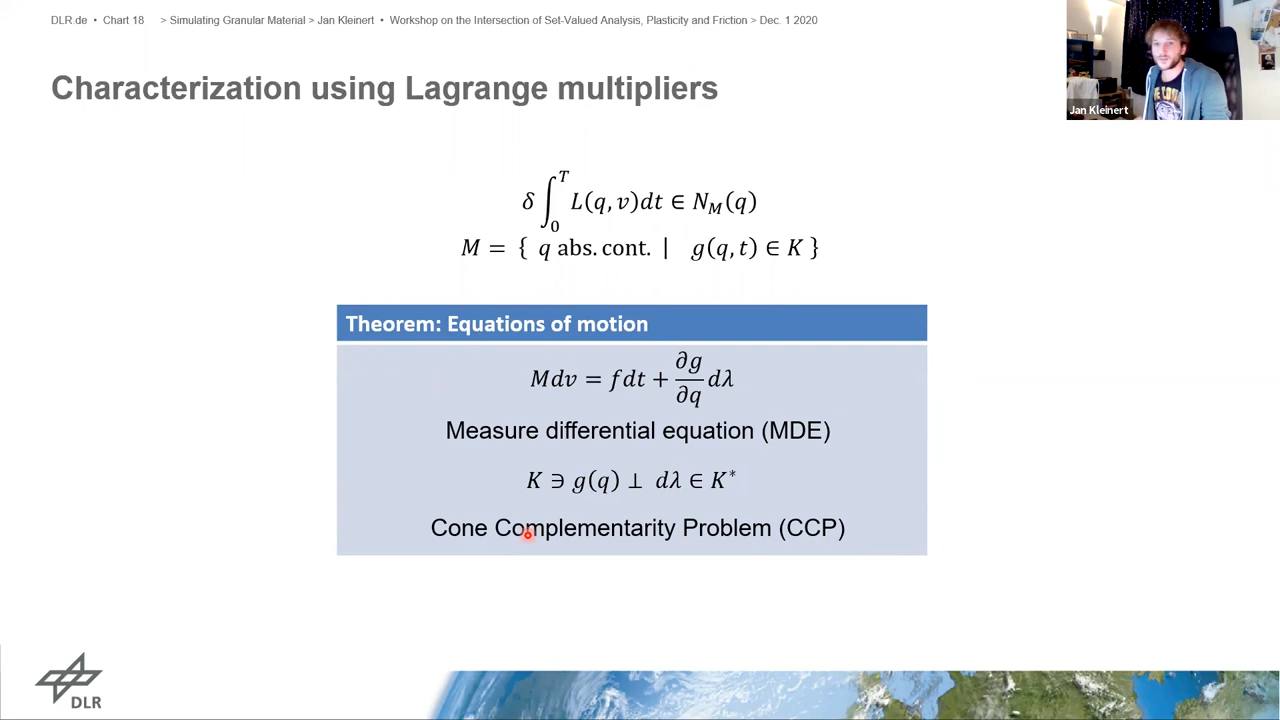 DLR.de • Chart 18 > Simulating Granular Material > Jan Kleinert • Workshop on the Intersection of Set-Valued Analysis, Plasticity and Friction > Dec. 1 2020
Jan Kleinert
Characterization using Lagrange multipliers
δ ∫₀ᵀ L(q, v)dt ∈ N_M(q)
M = { q abs. cont. | g(q, t) ∈ K }
Theorem: Equations of motion
Mdv = fdt + ∂g/∂q dλ
Measure differential equation (MDE)
K ∋ g(q) ⊥ dλ ∈ K*
Cone Complementarity Problem (CCP)
DLR